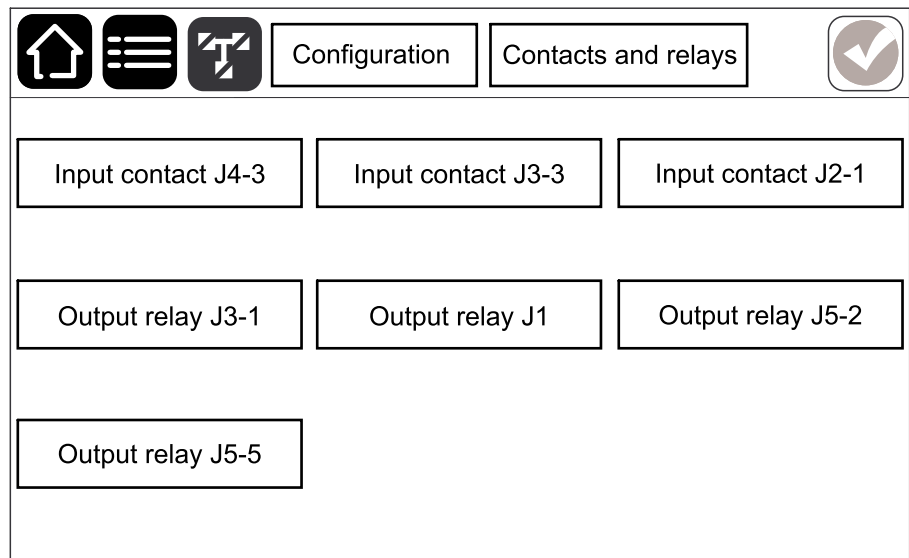 Configuration Contacts and relays
Input contact J4-3 Input contact J3-3 Input contact J2-1
Output relay J3-1 Output relay J1 Output relay J5-2
Output relay J5-5